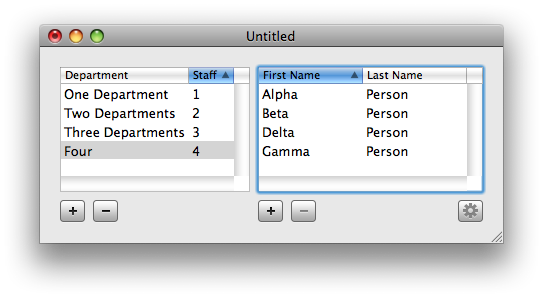 Untitled
Department Staff First Name Last Name
One Department 1 Alpha Person
Two Departments 2 Beta Person
Three Departments 3 Delta Person
Four 4 Gamma Person